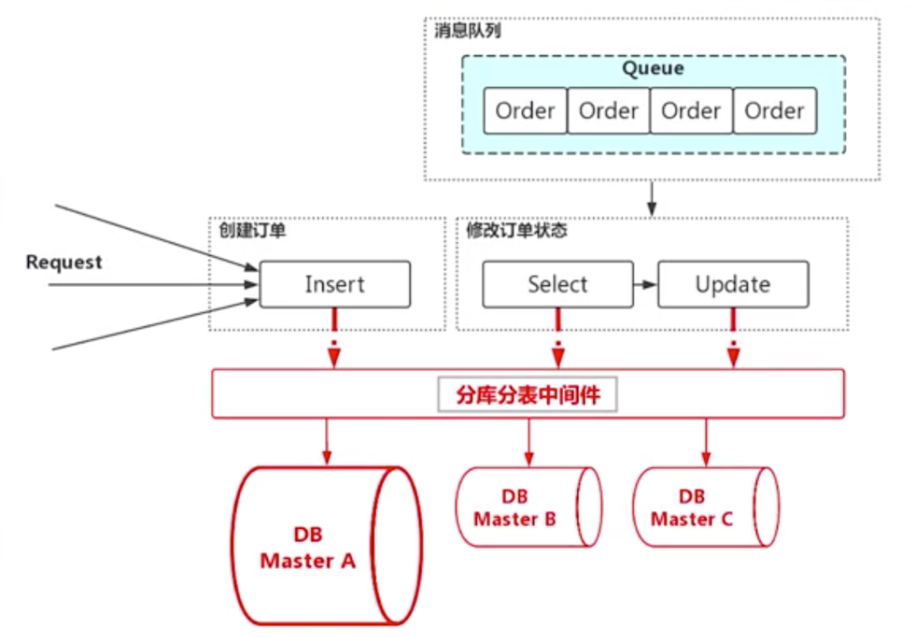 消息队列
Queue
Order Order Order Order
创建订单
修改订单状态
Request
Insert
Select
Update
分库分表中间件
DB
Master A
DB
Master B
DB
Master C